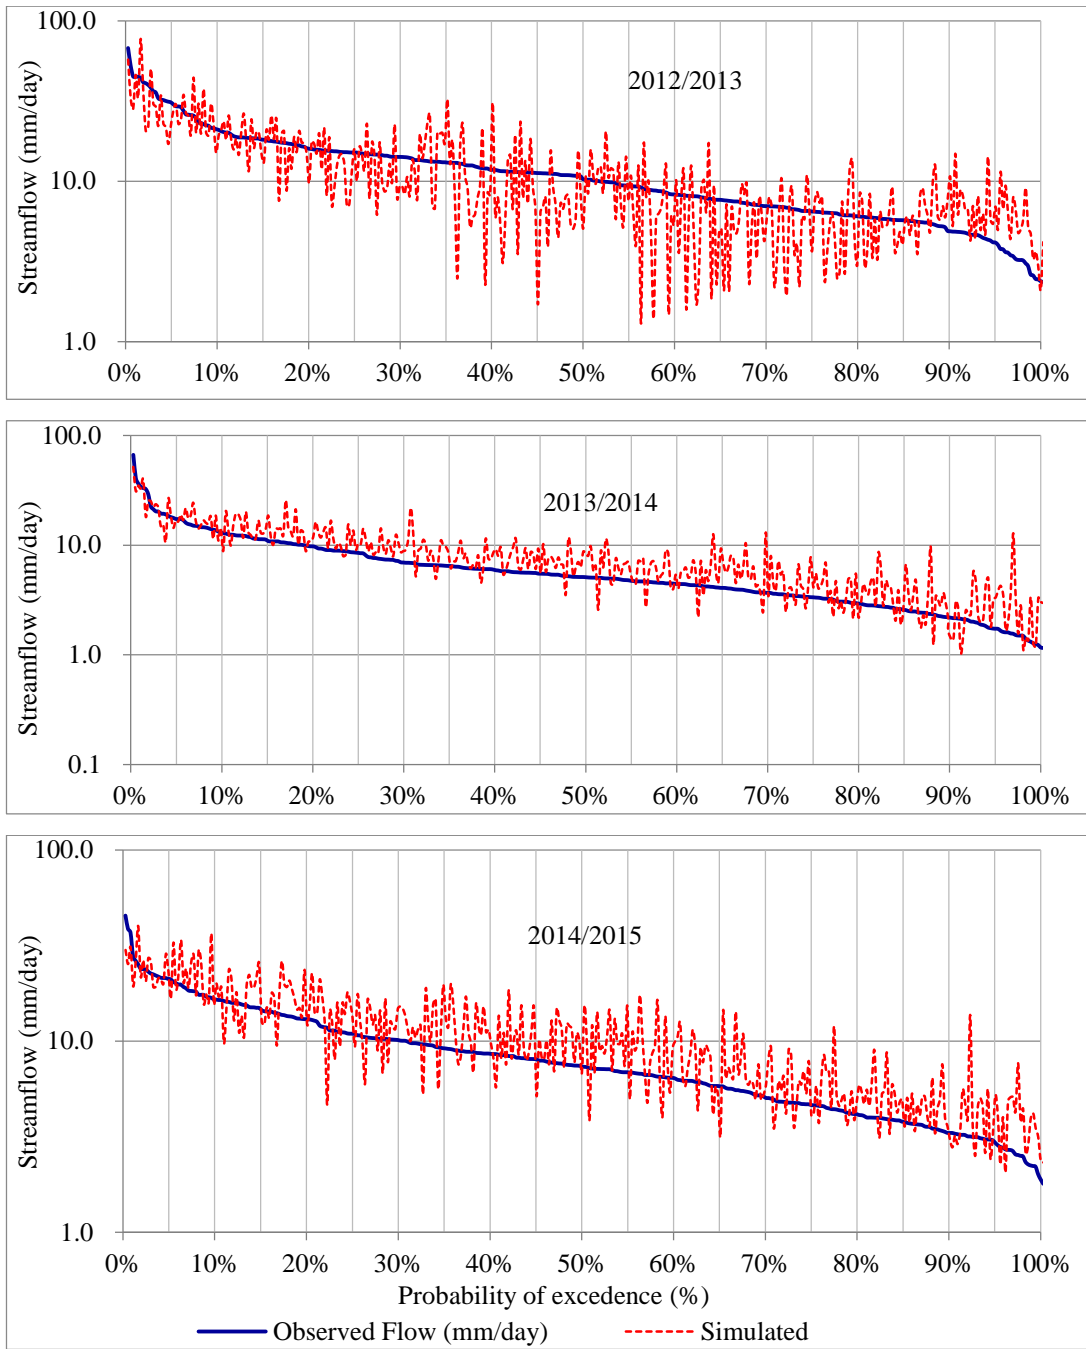 100.0
10.0
1.0
Streamflow (mm/day)
2012/2013
0% 10% 20% 30% 40% 50% 60% 70% 80% 90% 100%
100.0
10.0
1.0
0.1
Streamflow (mm/day)
2013/2014
0% 10% 20% 30% 40% 50% 60% 70% 80% 90% 100%
100.0
10.0
1.0
Streamflow (mm/day)
2014/2015
0% 10% 20% 30% 40% 50% 60% 70% 80% 90% 100%
Probability of excedence (%)
Observed Flow (mm/day) Simulated